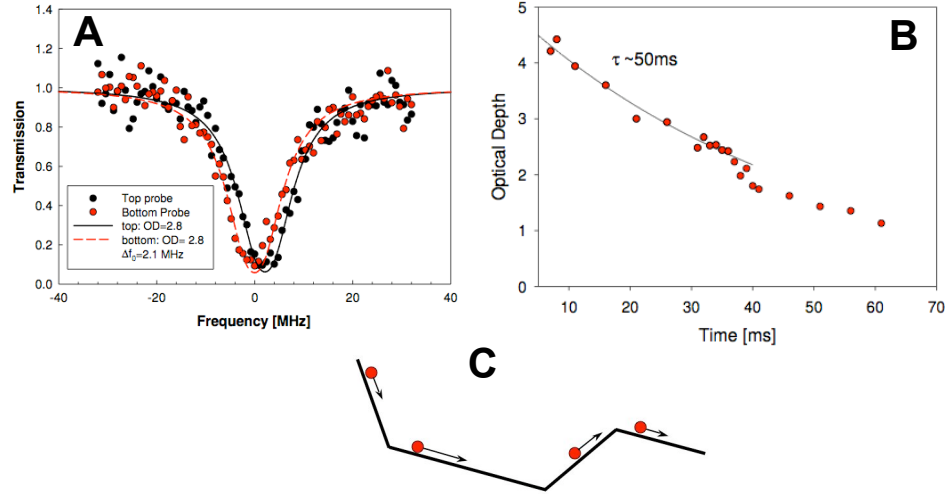 A
1.4
1.2
1.0
0.8
0.6
0.4
0.2
0.0
Transmission
Top probe
Bottom Probe
top: OD=2.8
bottom: OD= 2.8
Δf0=2.1 MHz
-40 -20 0 20 40
Frequency [MHz]
B
5
4
3
2
1
0
Optical Depth
τ ~50ms
10 20 30 40 50 60 70
Time [ms]
C